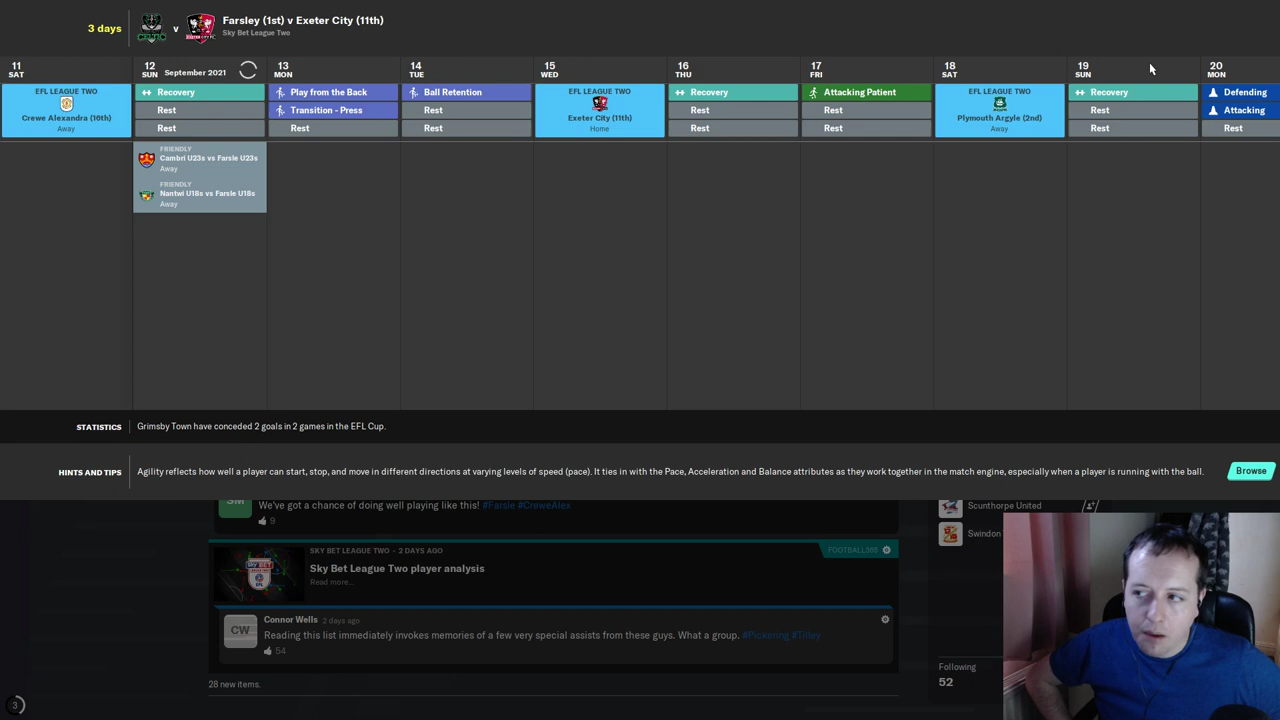 3 days
v
Farsley (1st) v Exeter City (11th)
Sky Bet League Two
11
SAT
12
SUN
September 2021
13
MON
14
TUE
15
WED
16
THU
17
FRI
18
SAT
19
SUN
20
MON
EFL LEAGUE TWO
Crewe Alexandra (10th)
Away
Recovery
Rest
Rest
Play from the Back
Transition - Press
Rest
Ball Retention
Rest
Rest
EFL LEAGUE TWO
Exeter City (11th)
Home
Recovery
Rest
Rest
Attacking Patient
Rest
Rest
EFL LEAGUE TWO
Plymouth Argyle (2nd)
Away
Recovery
Rest
Rest
Defending
Attacking
Rest
FRIENDLY
Cambri U23s vs Farsle U23s
Away
FRIENDLY
Nantwi U18s vs Farsle U18s
Away
STATISTICS
Grimsby Town have conceded 2 goals in 2 games in the EFL Cup.
HINTS AND TIPS
Agility reflects how well a player can start, stop, and move in different directions at varying levels of speed (pace). It ties in with the Pace, Acceleration and Balance attributes as they work together in the match engine, especially when a player is running with the ball.
Browse
SM
We've got a chance of doing well playing like this! #Farsle #CreweAlex
9
Scunthorpe United
Swindon
SKY BET LEAGUE TWO - 2 DAYS AGO
FOOTBALL365
Sky Bet League Two player analysis
Read more...
CW
Connor Wells 2 days ago
Reading this list immediately invokes memories of a few very special assists from these guys. What a group. #Pickering #Tilley
54
28 new items.
Following
52
3